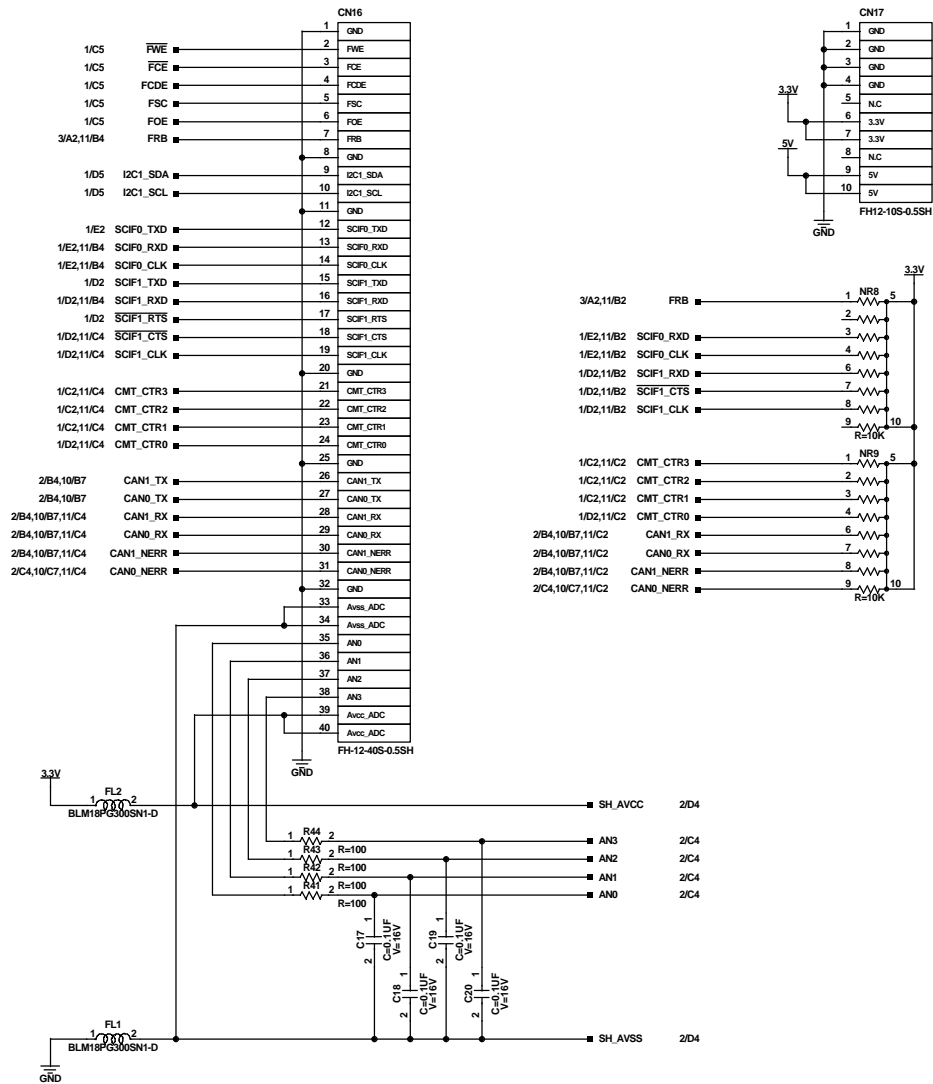 CN16
1 GND
1/C5 FWE 2 FWE
1/C5 FCE 3 FCE
1/C5 FCDE 4 FCDE
1/C5 FSC 5 FSC
1/C5 FOE 6 FOE
3/A2,11/B4 FRB 7 FRB
8 GND
1/D5 I2C1_SDA 9 I2C1_SDA
1/D5 I2C1_SCL 10 I2C1_SCL
11 GND
1/E2 SCIF0_TXD 12 SCIF0_TXD
1/E2,11/B4 SCIF0_RXD 13 SCIF0_RXD
1/E2,11/B4 SCIF0_CLK 14 SCIF0_CLK
1/D2 SCIF1_TXD 15 SCIF1_TXD
1/D2,11/B4 SCIF1_RXD 16 SCIF1_RXD
1/D2 SCIF1_RTS 17 SCIF1_RTS
1/D2,11/C4 SCIF1_CTS 18 SCIF1_CTS
1/D2,11/C4 SCIF1_CLK 19 SCIF1_CLK
20 GND
1/C2,11/C4 CMT_CTR3 21 CMT_CTR3
1/C2,11/C4 CMT_CTR2 22 CMT_CTR2
1/C2,11/C4 CMT_CTR1 23 CMT_CTR1
1/D2,11/C4 CMT_CTR0 24 CMT_CTR0
25 GND
2/B4,10/B7 CAN1_TX 26 CAN1_TX
2/B4,10/B7 CAN0_TX 27 CAN0_TX
2/B4,10/B7,11/C4 CAN1_RX 28 CAN1_RX
2/B4,10/B7,11/C4 CAN0_RX 29 CAN0_RX
2/B4,10/B7,11/C4 CAN1_NERR 30 CAN1_NERR
2/C4,10/C7,11/C4 CAN0_NERR 31 CAN0_NERR
32 GND
33 Avss_ADC
34 Avss_ADC
35 AN0
36 AN1
37 AN2
38 AN3
39 Avcc_ADC
40 Avcc_ADC
FH-12-40S-0.5SH
GND
CN17
1 GND
2 GND
3 GND
4 GND
3.3V
5 N.C
6 3.3V
7 3.3V
5V
8 N.C
9 5V
10 5V
FH12-10S-0.5SH
GND
3.3V
NR8
3/A2,11/B2 FRB 1 5
2
1/E2,11/B2 SCIF0_RXD 3
1/E2,11/B2 SCIF0_CLK 4
1/D2,11/B2 SCIF1_RXD 6
1/D2,11/B2 SCIF1_CTS 7
1/D2,11/B2 SCIF1_CLK 8
9 10
R=10K
NR9
1/C2,11/C2 CMT_CTR3 1 5
1/C2,11/C2 CMT_CTR2 2
1/C2,11/C2 CMT_CTR1 3
1/D2,11/C2 CMT_CTR0 4
2/B4,10/B7,11/C2 CAN1_RX 6
2/B4,10/B7,11/C2 CAN0_RX 7
2/B4,10/B7,11/C2 CAN1_NERR 8
2/C4,10/C7,11/C2 CAN0_NERR 9 10
R=10K
3.3V
FL2
1 2
BLM18PG300SN1-D
SH_AVCC 2/D4
1 R44 2 AN3 2/C4
R=100
1 R43 2 AN2 2/C4
R=100
1 R42 2 AN1 2/C4
R=100
1 R41 2 AN0 2/C4
R=100
1 C17 2
C=0.1UF
V=16V
1 C19 2
C=0.1UF
V=16V
1 C18 2
C=0.1UF
V=16V
1 C20 2
C=0.1UF
V=16V
FL1
1 2
BLM18PG300SN1-D
SH_AVSS 2/D4
GND